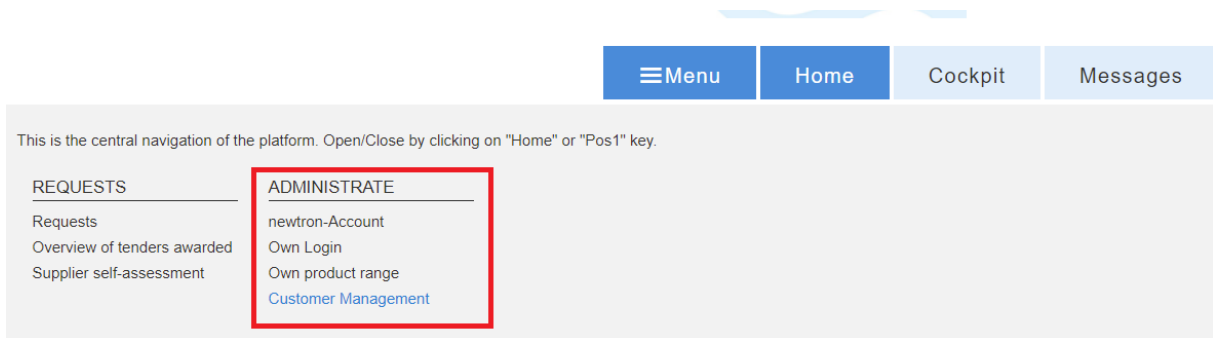 Menu Home Cockpit Messages
This is the central navigation of the platform. Open/Close by clicking on "Home" or "Pos1" key.
REQUESTS
Requests
Overview of tenders awarded
Supplier self-assessment
ADMINISTRATE
newtron-Account
Own Login
Own product range
Customer Management